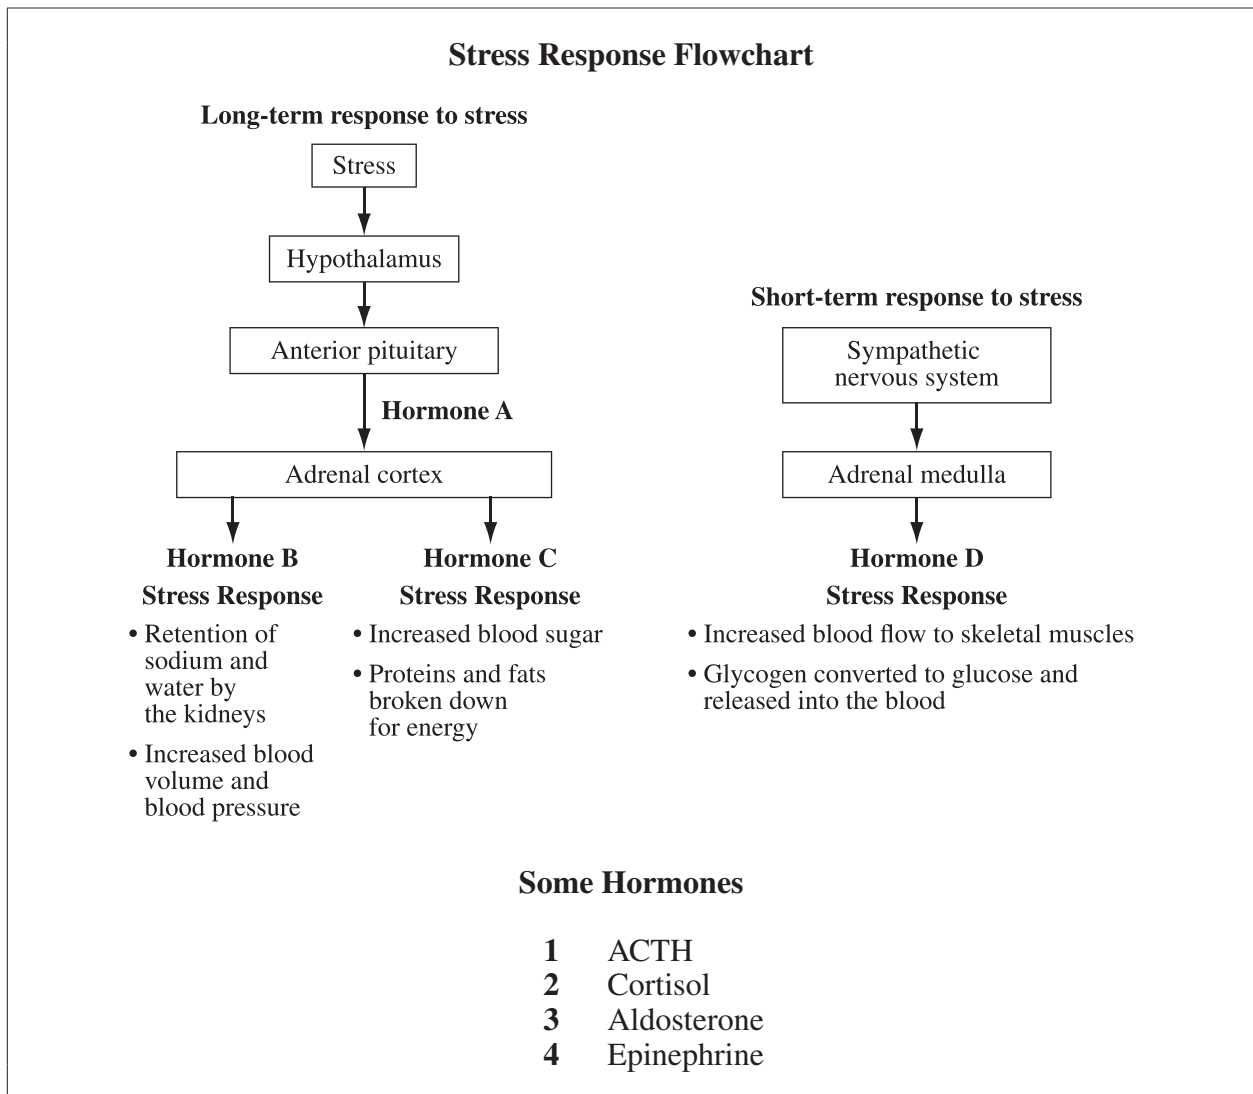 Stress Response Flowchart
Long-term response to stress
Stress
Hypothalamus
Anterior pituitary
Hormone A
Adrenal cortex
Hormone B
Stress Response
• Retention of
sodium and
water by
the kidneys
• Increased blood
volume and
blood pressure
Hormone C
Stress Response
• Increased blood sugar
• Proteins and fats
broken down
for energy
Short-term response to stress
Sympathetic
nervous system
Adrenal medulla
Hormone D
Stress Response
• Increased blood flow to skeletal muscles
• Glycogen converted to glucose and
released into the blood
Some Hormones
1 ACTH
2 Cortisol
3 Aldosterone
4 Epinephrine